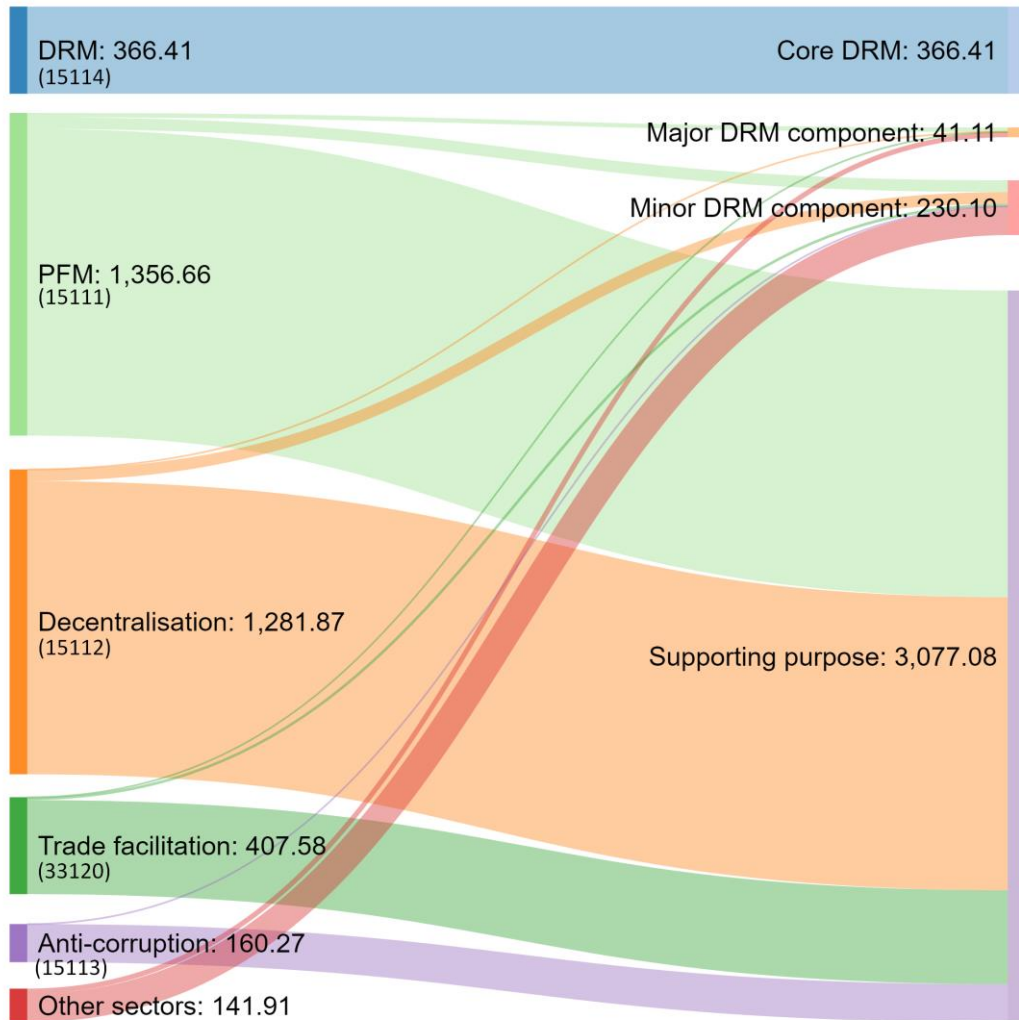 DRM: 366.41
(15114)
Core DRM: 366.41
Major DRM component: 41.11
Minor DRM component: 230.10
PFM: 1,356.66
(15111)
Decentralisation: 1,281.87
(15112)
Supporting purpose: 3,077.08
Trade facilitation: 407.58
(33120)
Anti-corruption: 160.27
(15113)
Other sectors: 141.91